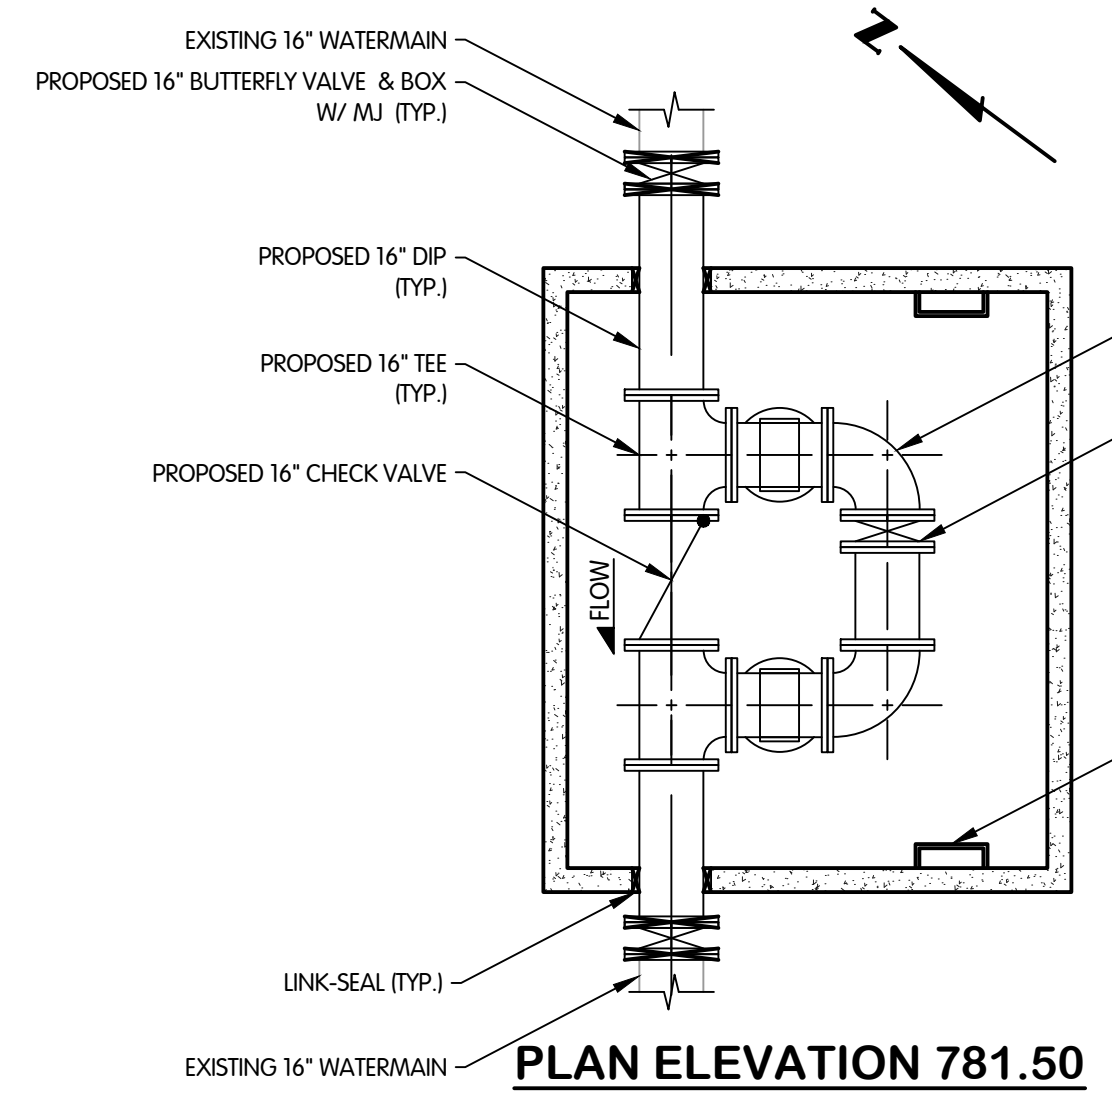 EXISTING 16" WATERMAIN
PROPOSED 16" BUTTERFLY VALVE & BOX
W/ MJ (TYP.)
N
PROPOSED 16" DIP
(TYP.)
PROPOSED 16" TEE
(TYP.)
PROPOSED 16" CHECK VALVE
FLOW
LINK-SEAL (TYP.)
EXISTING 16" WATERMAIN
PLAN ELEVATION 781.50